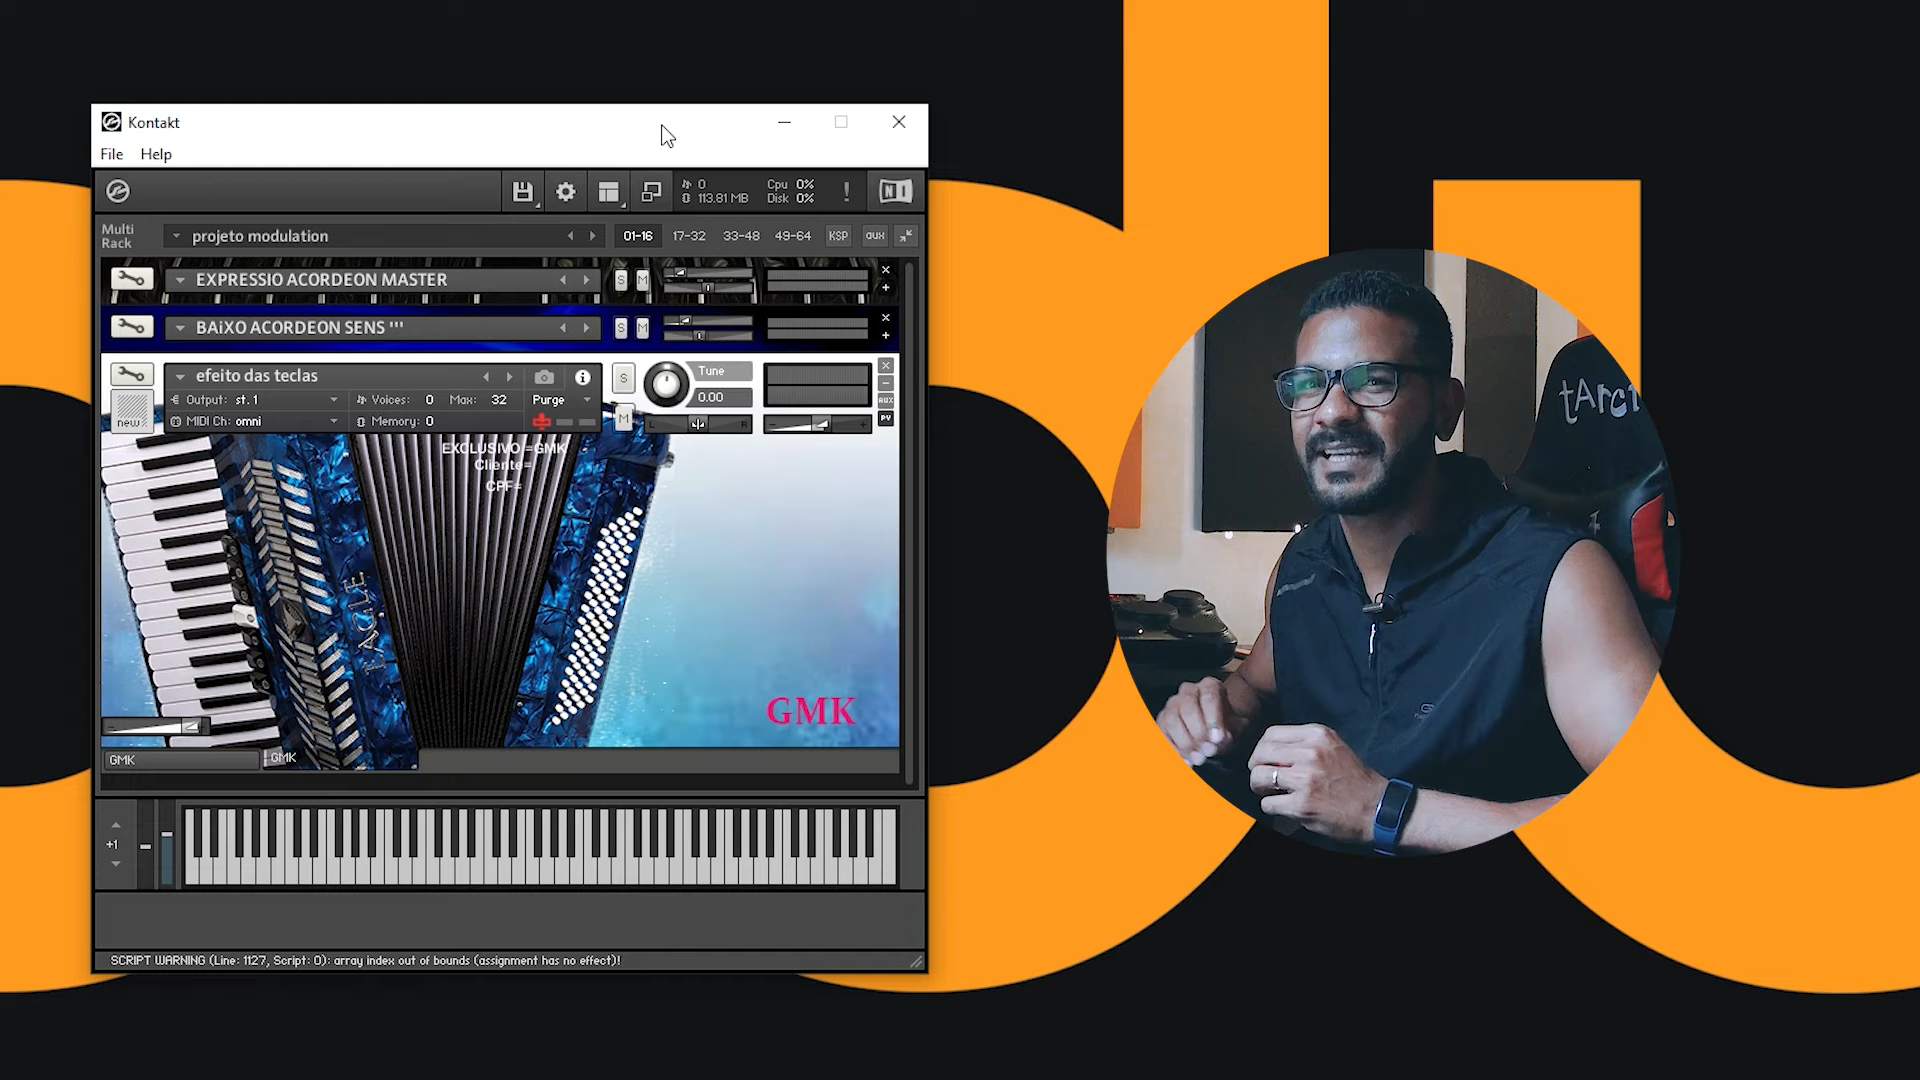 Kontakt
File Help
0
113.81 MB
Cpu 0%
Disk 0%
!
NI
Multi
Rack
projeto modulation
01-16 17-32 33-48 49-64 KSP aux
EXPRESSIO ACORDEON MASTER
S M
BAiXO ACORDEON SENS '''
S M
efeito das teclas
S
Tune
0.00
Output: st. 1
Voices: 0 Max: 32 Purge
new
MIDI Ch: omni
Memory: 0
M
L R
AUX
PV
EXCLUSIVO =GMK
Cliente=
CPF=
EAGLE
GMK
GMK
GMK
+1
SCRIPT WARNING (Line: 1127, Script: 0): array index out of bounds (assignment has no effect)!